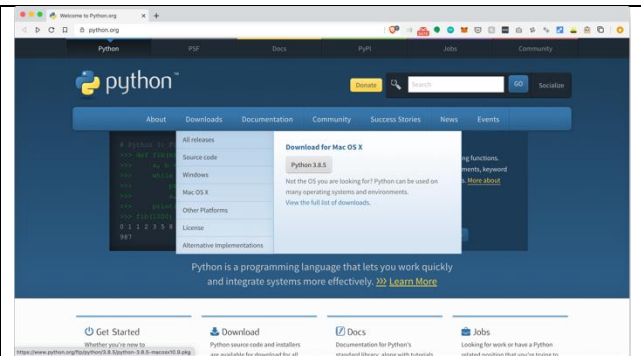 Welcome to Python.org
python.org
Python PSF Docs PyPI Jobs Community
python™
Donate Search GO Socialize
About Downloads Documentation Community Success Stories News Events
All releases
Source code
Windows
Mac OS X
Other Platforms
License
Alternative Implementations
Download for Mac OS X
Python 3.8.5
Not the OS you are looking for? Python can be used on
many operating systems and environments.
View the full list of downloads.
ng functions.
ments, keyword
More about
>>> def
>>>
>>>
>>>
0 1 1 2 3 5 8
987
Python is a programming language that lets you work quickly
and integrate systems more effectively. >>> Learn More
Get Started
Whether you're new to
Download
Python source code and installers
are available for download for all
Docs
Documentation for Python's
standard library, along with tutorials
Jobs
Looking for work or have a Python
related position that you're trying to
https://www.python.org/ftp/python/3.8.5/python-3.8.5-macosx10.9.pkg